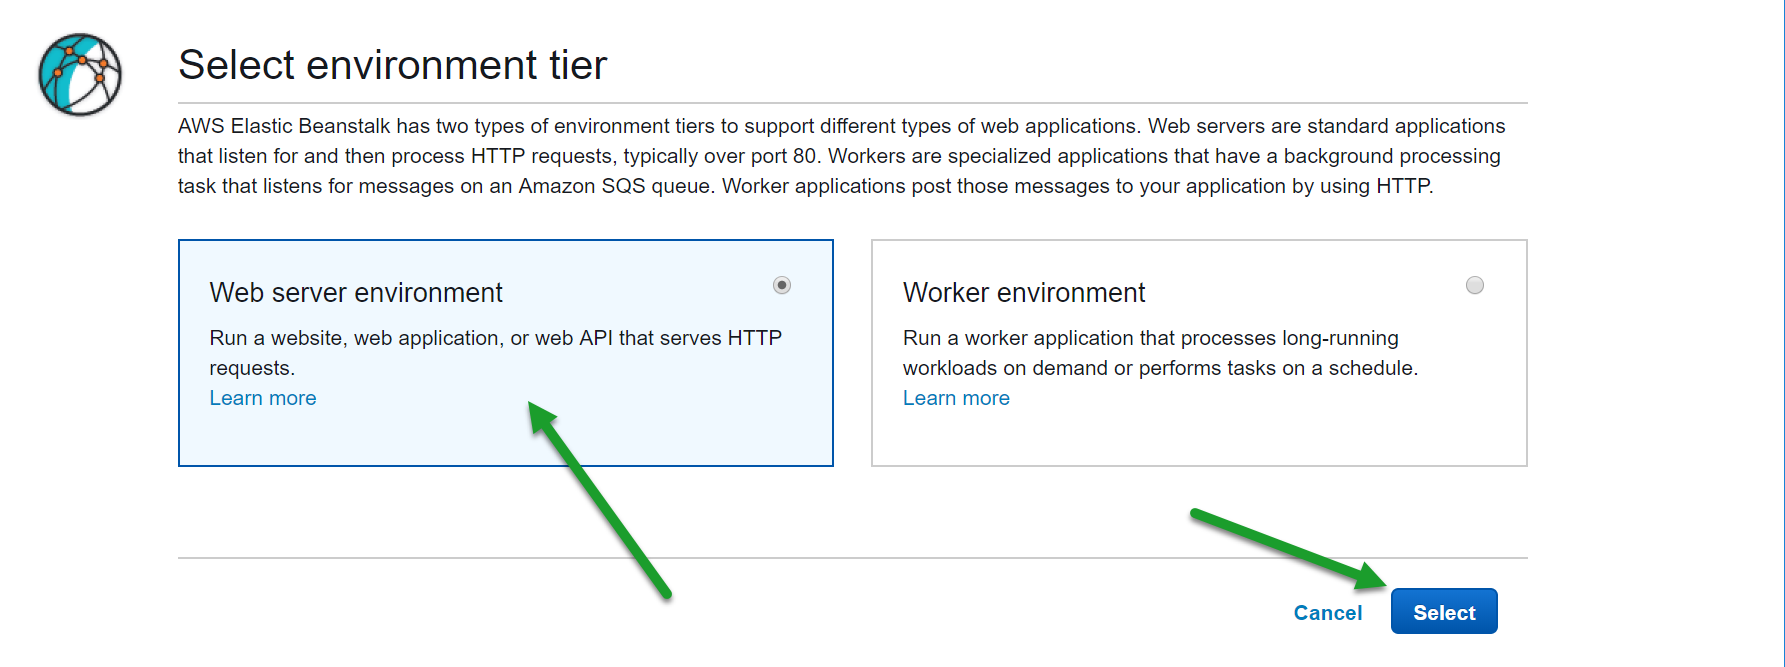 Select environment tier
AWS Elastic Beanstalk has two types of environment tiers to support different types of web applications. Web servers are standard applications
that listen for and then process HTTP requests, typically over port 80. Workers are specialized applications that have a background processing
task that listens for messages on an Amazon SQS queue. Worker applications post those messages to your application by using HTTP.
Web server environment
Run a website, web application, or web API that serves HTTP
requests.
Learn more
Worker environment
Run a worker application that processes long-running
workloads on demand or performs tasks on a schedule.
Learn more
Cancel
Select